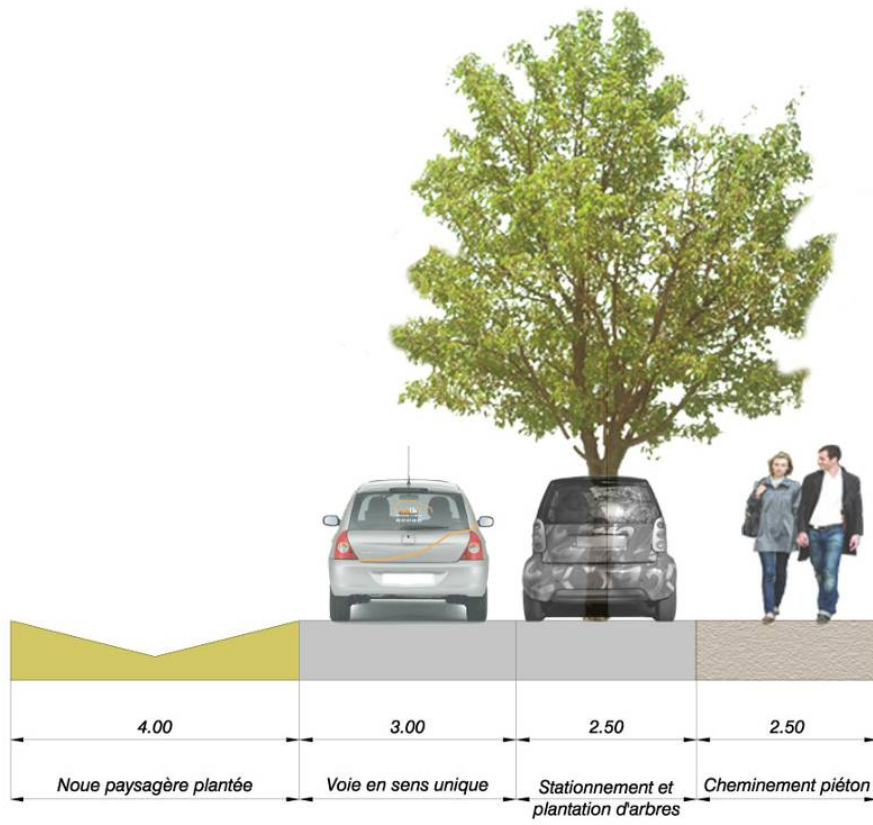 4.00
3.00
2.50
2.50
Noue paysagère plantée
Voie en sens unique
Stationnement et
plantation d'arbres
Cheminement piéton